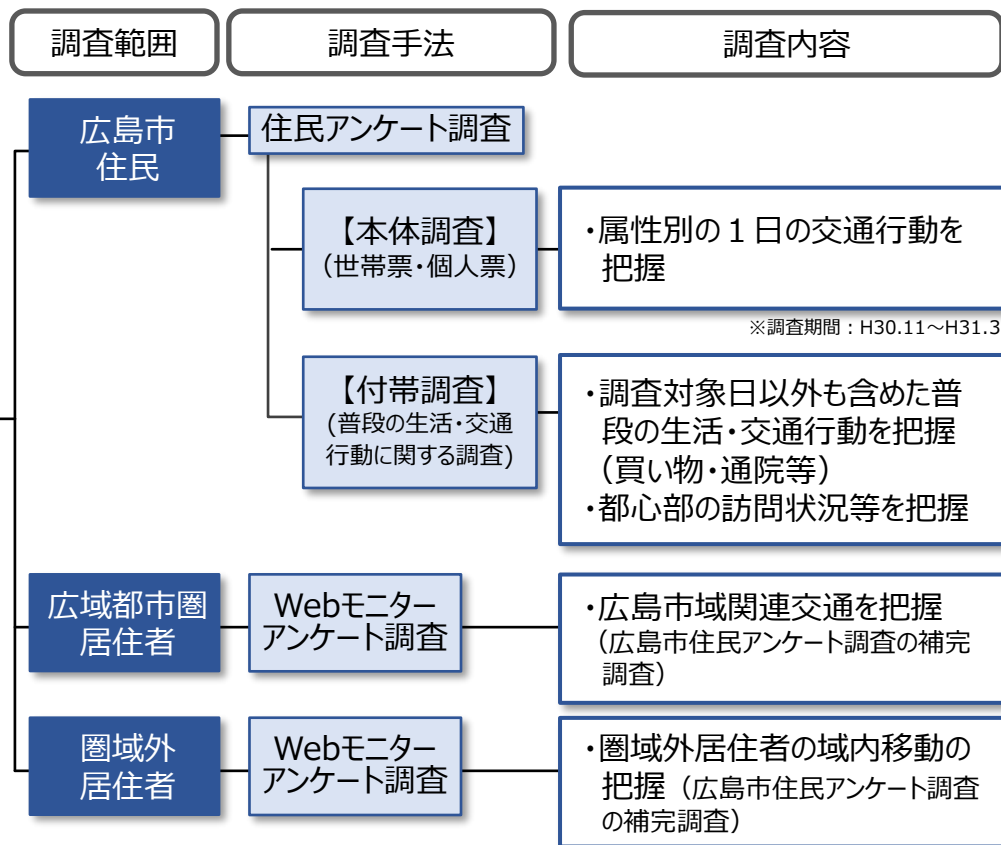 調査範囲
調査手法
調査内容
広島市
住民
住民アンケート調査
【本体調査】
(世帯票・個人票)
・属性別の１日の交通行動を
把握
※調査期間：H30.11～H31.3
【付帯調査】
(普段の生活・交通
行動に関する調査)
・調査対象日以外も含めた普
段の生活・交通行動を把握
（買い物・通院等）
・都心部の訪問状況等を把握
広域都市圏
居住者
Webモニター
アンケート調査
・広島市域関連交通を把握
（広島市住民アンケート調査の補完
調査）
圏域外
居住者
Webモニター
アンケート調査
・圏域外居住者の域内移動の
把握（広島市住民アンケート調査
の補完調査）